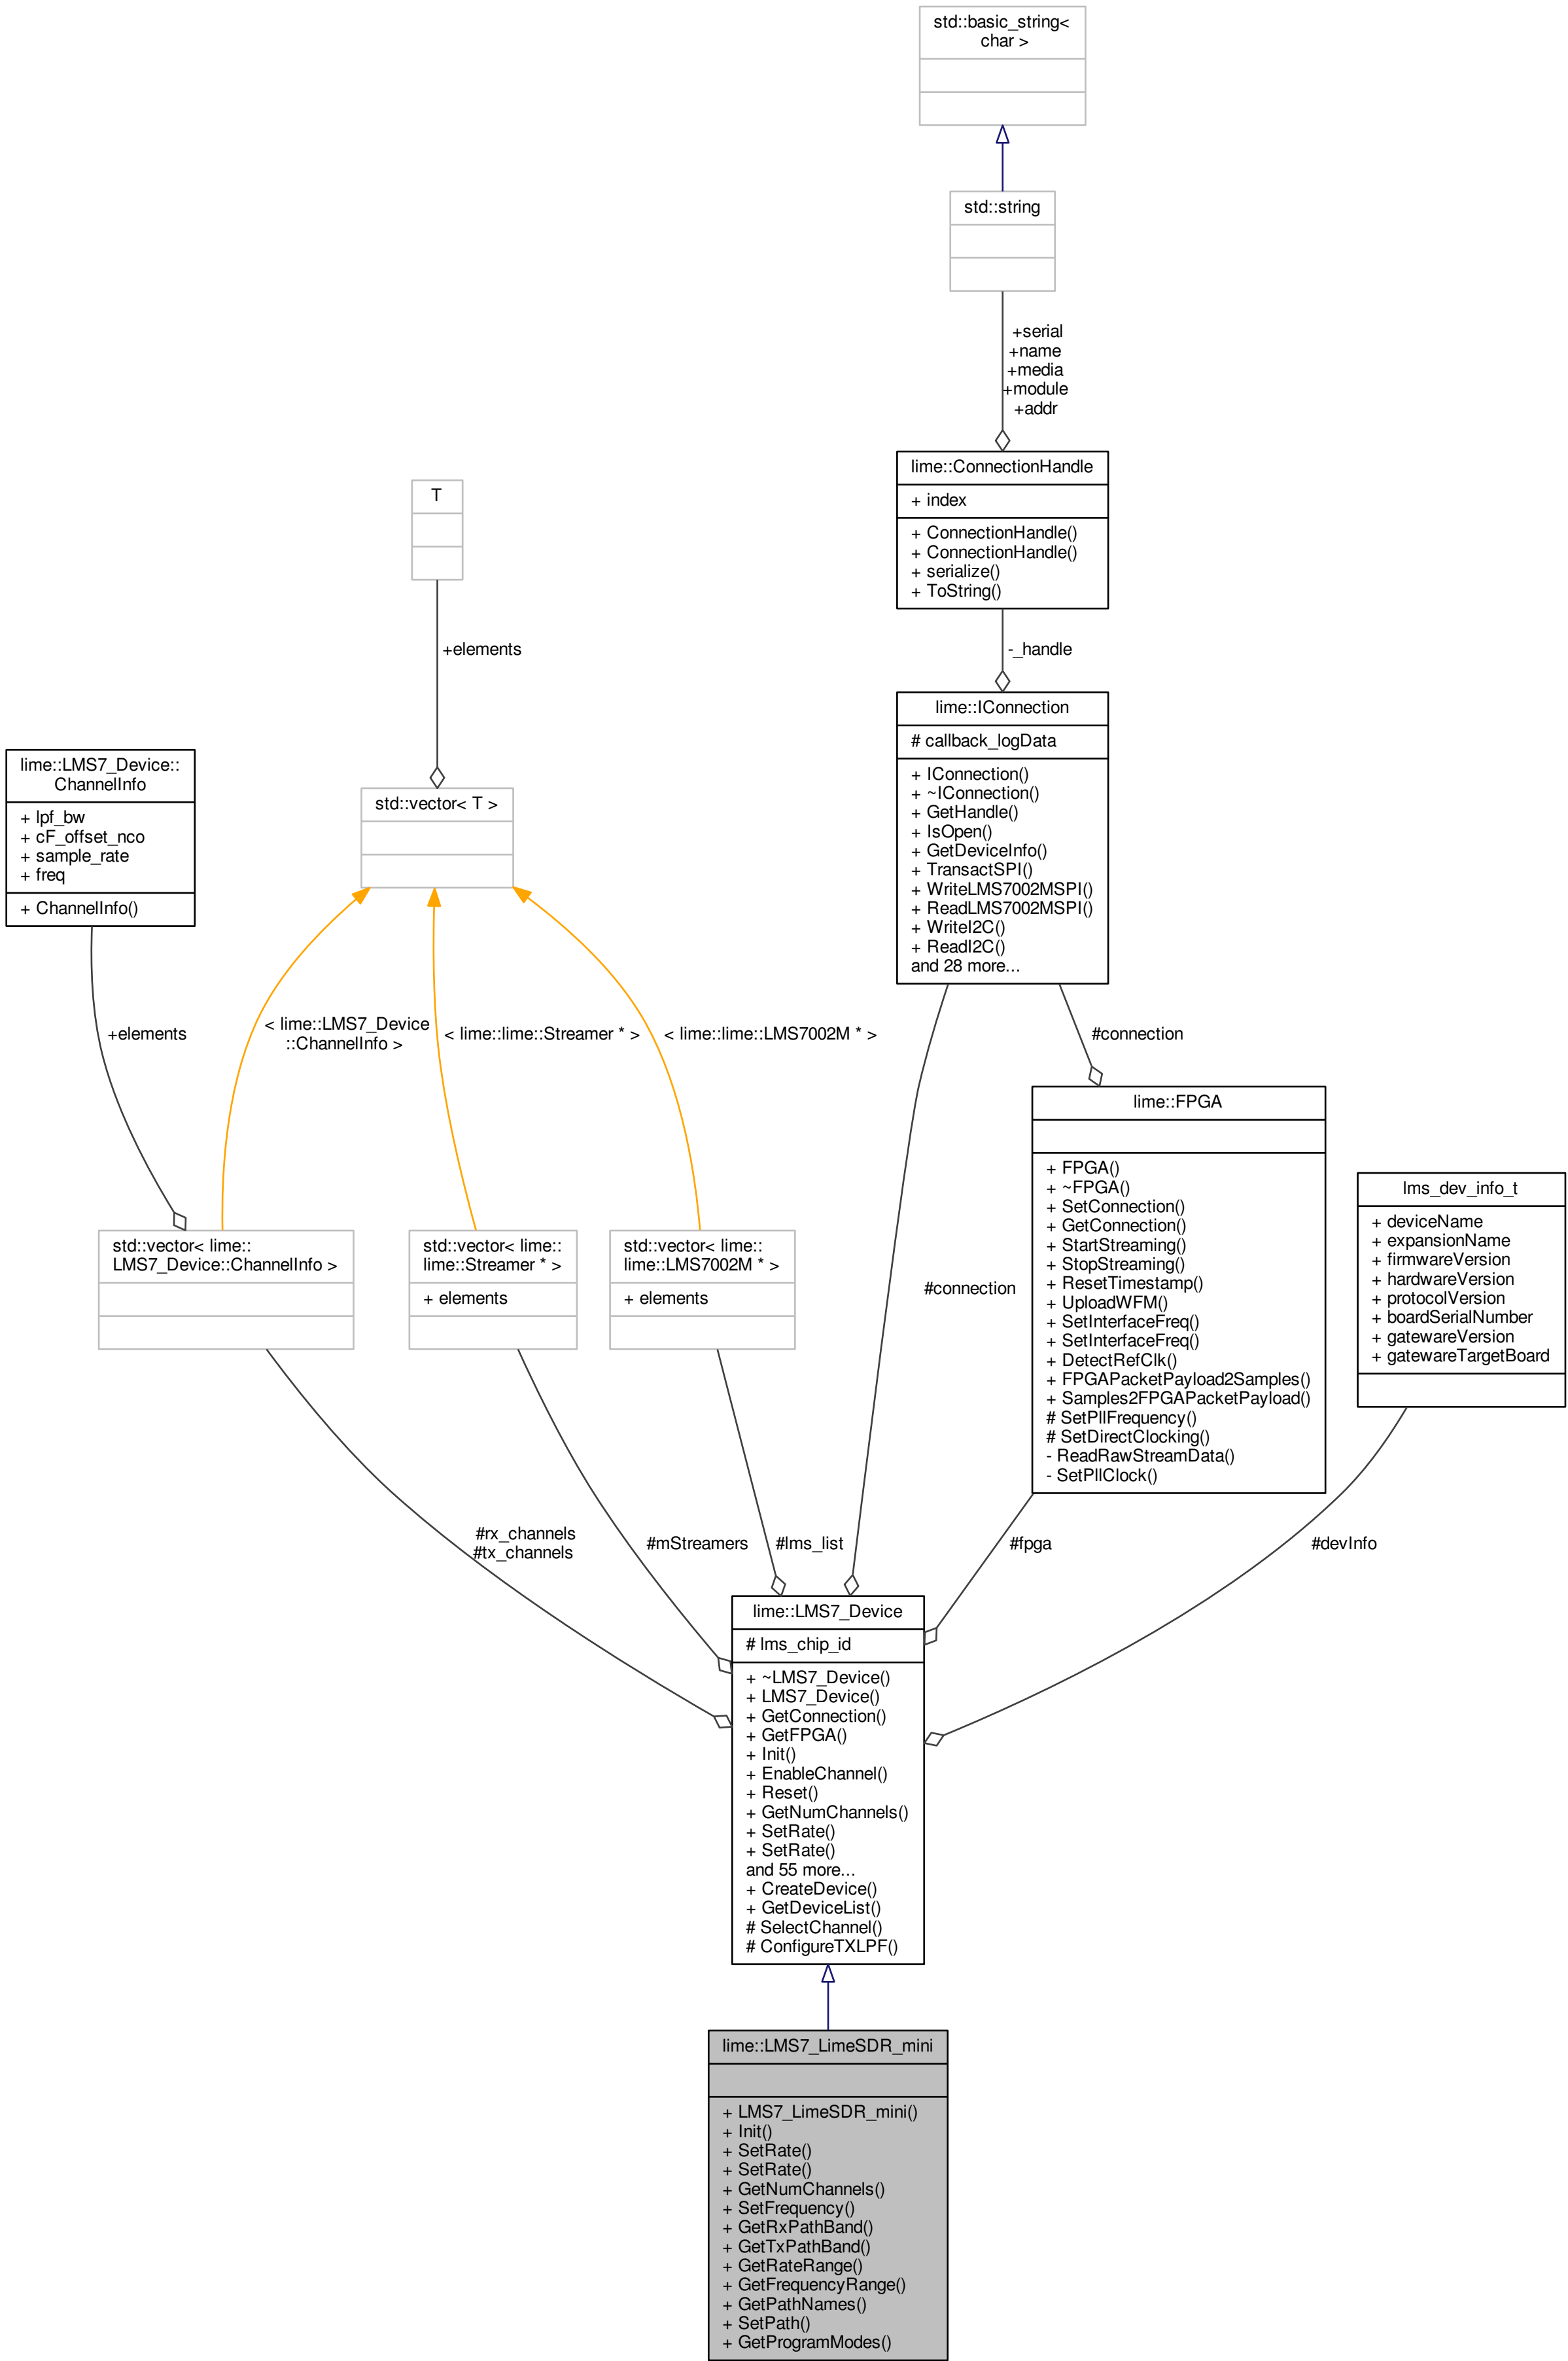 std::basic_string<
char >
std::string
+serial
+name
+media
+module
+addr
lime::ConnectionHandle
+ index
+ ConnectionHandle()
+ ConnectionHandle()
+ serialize()
+ ToString()
T
+elements
-_handle
lime::IConnection
# callback_logData
+ IConnection()
+ ~IConnection()
+ GetHandle()
+ IsOpen()
+ GetDeviceInfo()
+ TransactSPI()
+ WriteLMS7002MSPI()
+ ReadLMS7002MSPI()
+ WriteI2C()
+ ReadI2C()
and 28 more...
lime::LMS7_Device::
ChannelInfo
+ lpf_bw
+ cF_offset_nco
+ sample_rate
+ freq
+ ChannelInfo()
std::vector< T >
+elements
< lime::LMS7_Device
::ChannelInfo >
< lime::lime::Streamer * >
< lime::lime::LMS7002M * >
#connection
lime::FPGA
+ FPGA()
+ ~FPGA()
+ SetConnection()
+ GetConnection()
+ StartStreaming()
+ StopStreaming()
+ ResetTimestamp()
+ UploadWFM()
+ SetInterfaceFreq()
+ SetInterfaceFreq()
+ DetectRefClk()
+ FPGAPacketPayload2Samples()
+ Samples2FPGAPacketPayload()
# SetPllFrequency()
# SetDirectClocking()
- ReadRawStreamData()
- SetPllClock()
lms_dev_info_t
+ deviceName
+ expansionName
+ firmwareVersion
+ hardwareVersion
+ protocolVersion
+ boardSerialNumber
+ gatewareVersion
+ gatewareTargetBoard
std::vector< lime::
LMS7_Device::ChannelInfo >
std::vector< lime::
lime::Streamer * >
+ elements
std::vector< lime::
lime::LMS7002M * >
+ elements
#connection
#rx_channels
#tx_channels
#mStreamers
#lms_list
#fpga
#devInfo
lime::LMS7_Device
# lms_chip_id
+ ~LMS7_Device()
+ LMS7_Device()
+ GetConnection()
+ GetFPGA()
+ Init()
+ EnableChannel()
+ Reset()
+ GetNumChannels()
+ SetRate()
+ SetRate()
and 55 more...
+ CreateDevice()
+ GetDeviceList()
# SelectChannel()
# ConfigureTXLPF()
lime::LMS7_LimeSDR_mini
+ LMS7_LimeSDR_mini()
+ Init()
+ SetRate()
+ SetRate()
+ GetNumChannels()
+ SetFrequency()
+ GetRxPathBand()
+ GetTxPathBand()
+ GetRateRange()
+ GetFrequencyRange()
+ GetPathNames()
+ SetPath()
+ GetProgramModes()